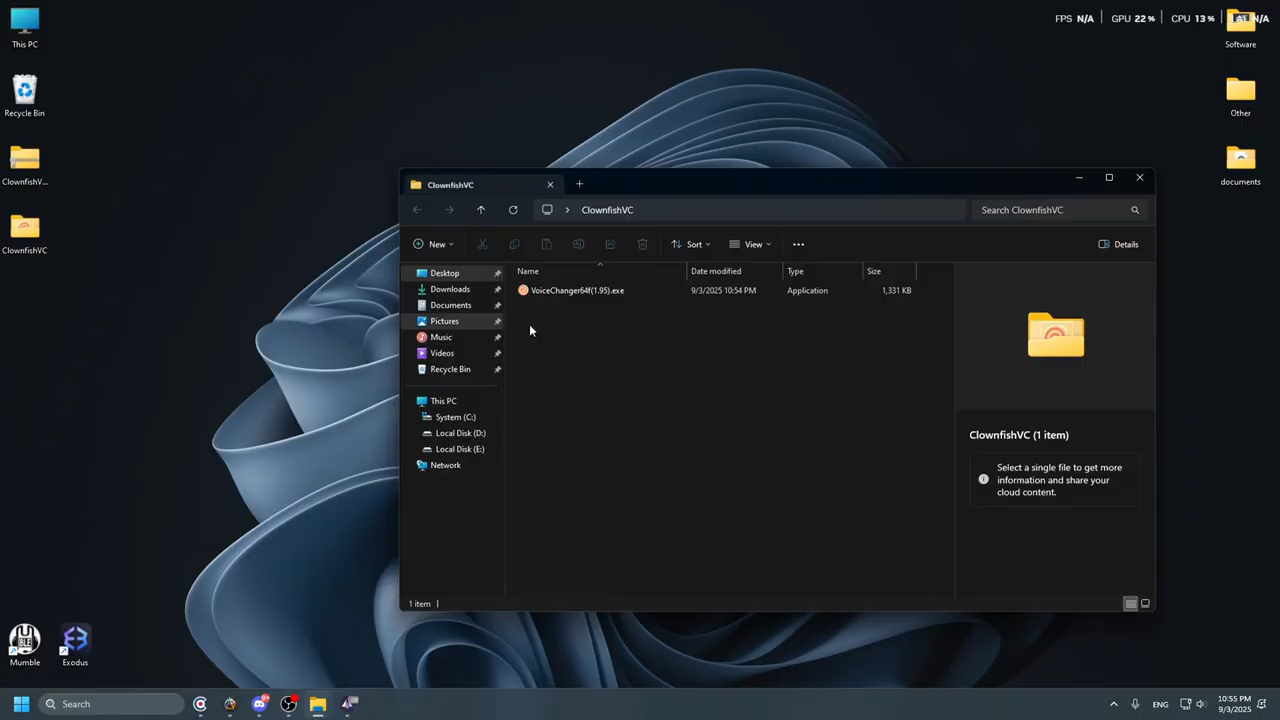 This PC
Recycle Bin
ClownfishV...
ClownfishVC
Mumble
Exodus
FPS N/A
GPU 22 %
CPU 13 %
N/A
Software
Other
documents
ClownfishVC
ClownfishVC
Search ClownfishVC
New
Sort
View
Details
Desktop
Downloads
Documents
Pictures
Music
Videos
Recycle Bin
This PC
System (C:)
Local Disk (D:)
Local Disk (E:)
Network
Name Date modified Type Size
VoiceChanger64f(1.95).exe 9/3/2025 10:54 PM Application 1,331 KB
ClownfishVC (1 item)
Select a single file to get more
information and share your
cloud content.
1 item
Search
ENG
10:55 PM
9/3/2025